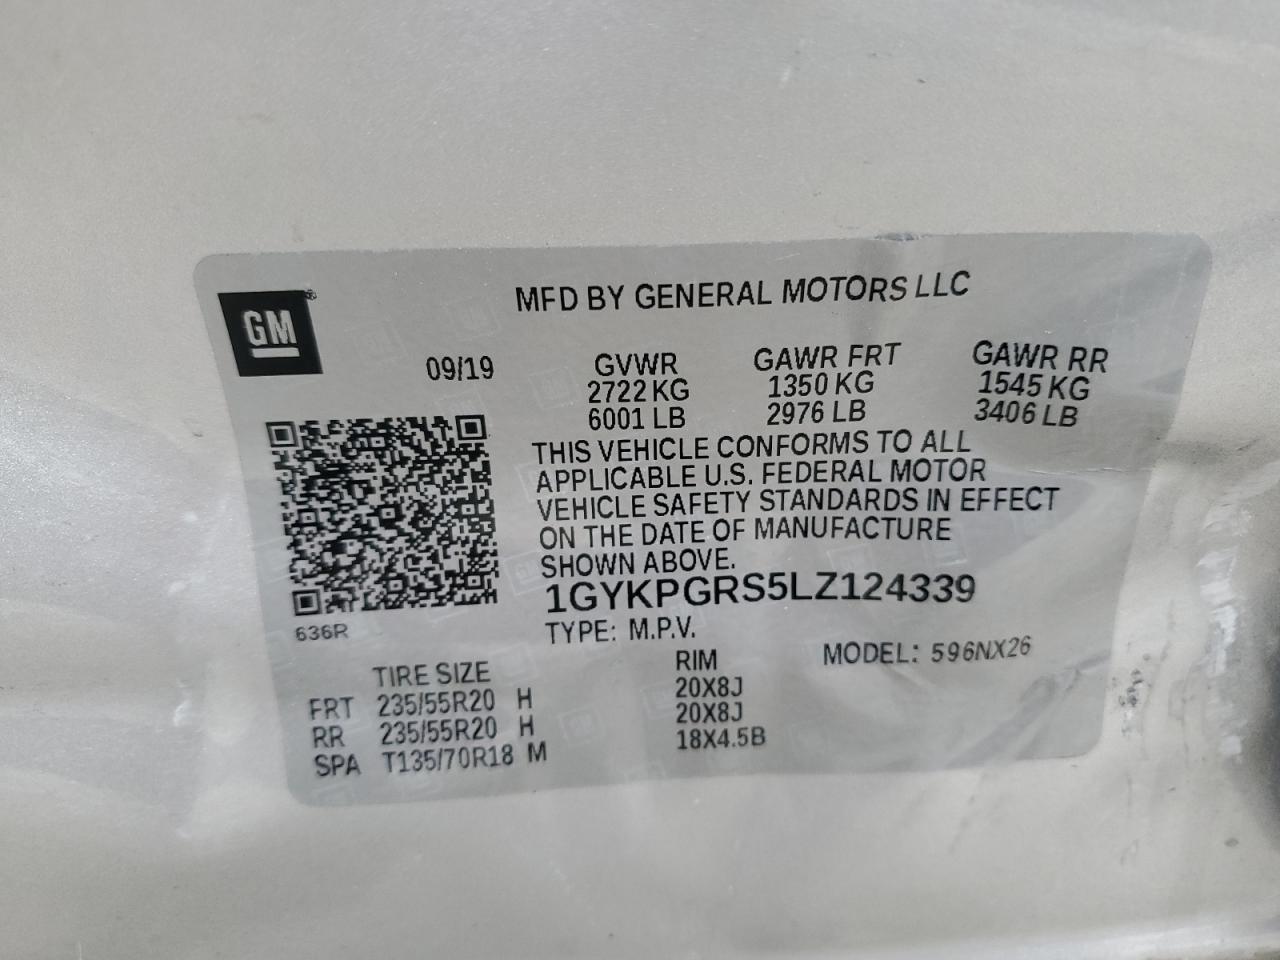 GM®
MFD BY GENERAL MOTORS LLC
09/19
GVWR GAWR FRT GAWR RR
2722 KG 1350 KG 1545 KG
6001 LB 2976 LB 3406 LB
THIS VEHICLE CONFORMS TO ALL
APPLICABLE U.S. FEDERAL MOTOR
VEHICLE SAFETY STANDARDS IN EFFECT
ON THE DATE OF MANUFACTURE
SHOWN ABOVE.
1GYKPGRS5LZ124339
636R
TYPE: M.P.V.
MODEL: 596NX26
TIRE SIZE RIM
FRT 235/55R20 H 20X8J
RR 235/55R20 H 20X8J
SPA T135/70R18 M 18X4.5B